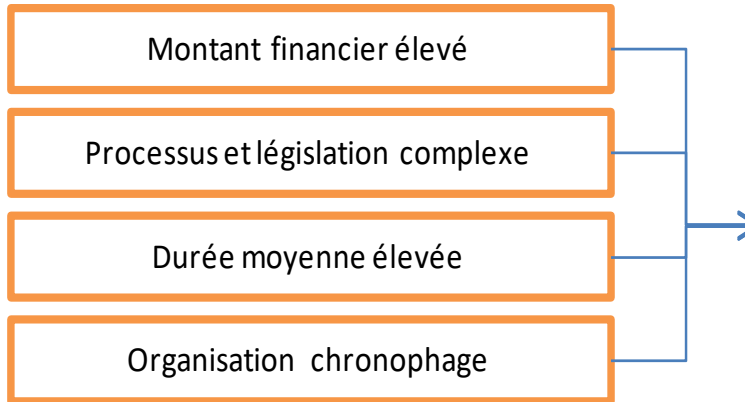 Montant financier élevé
Processus et législation complexe
Durée moyenne élevée
Organisation chronophage